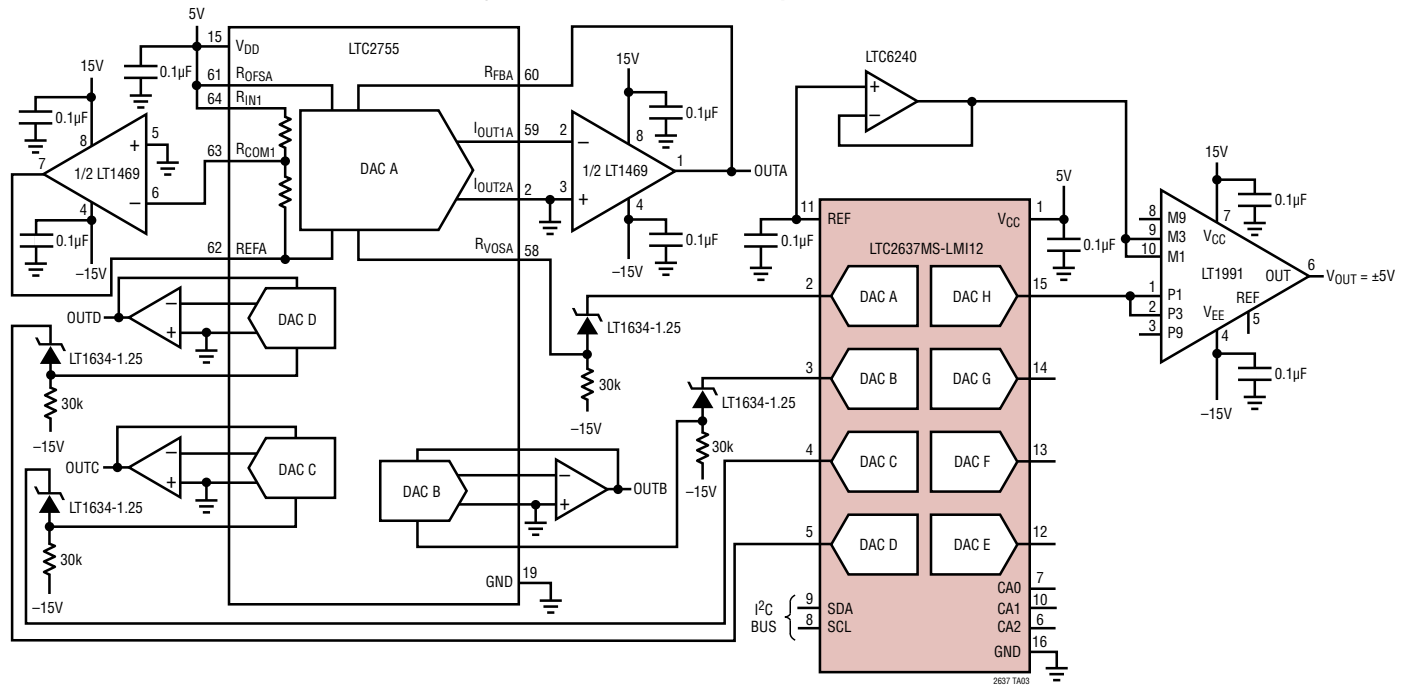 5V
15
VDD
LTC2755
0.1µF
61
ROFSA
64
RIN1
15V
0.1µF
8
5
7
1/2 LT1469
63
RCOM1
6
4
0.1µF
–15V
62
REFA
DAC A
RFBA
60
IOUT1A
59
2
IOUT2A
2
3
RVOSA
58
15V
0.1µF
8
1/2 LT1469
1
OUTA
4
0.1µF
–15V
LTC6240
OUTD
DAC D
LT1634-1.25
30k
–15V
OUTC
DAC C
LT1634-1.25
30k
–15V
DAC B
OUTB
GND
19
LT1634-1.25
30k
–15V
LT1634-1.25
30k
–15V
0.1µF
11
REF
VCC
1
5V
0.1µF
LTC2637MS-LMI12
2
DAC A
DAC H
15
3
DAC B
DAC G
14
4
DAC C
DAC F
13
5
DAC D
DAC E
12
CA0
7
I2C
BUS
9
SDA
CA1
10
8
SCL
CA2
6
GND
16
2637 TA03
15V
0.1µF
7
8
M9
9
M3
VCC
10
M1
LT1991
OUT
6
VOUT = ±5V
1
P1
2
P3
VEE
REF
3
P9
4
5
0.1µF
–15V